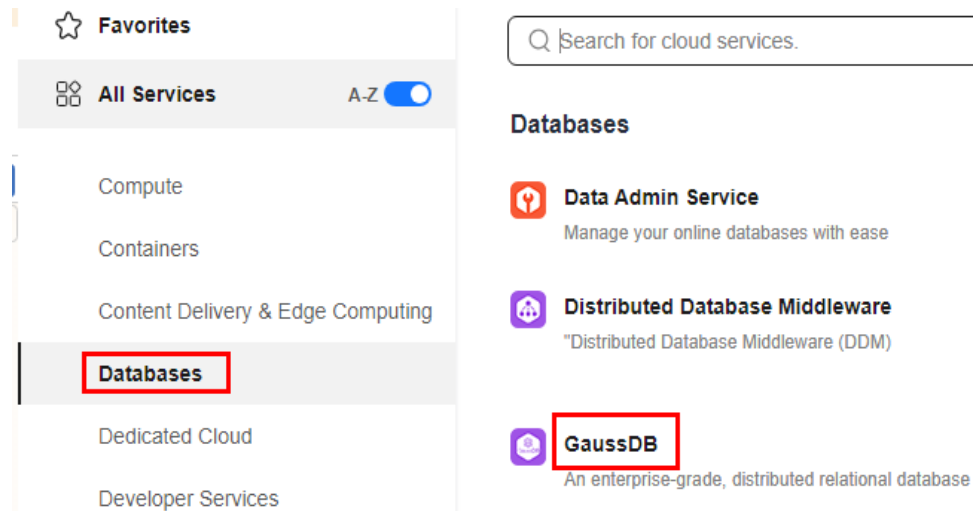 Favorites
All Services A-Z
Compute
Containers
Content Delivery & Edge Computing
Databases
Dedicated Cloud
Developer Services
Search for cloud services.
Databases
Data Admin Service
Manage your online databases with ease
Distributed Database Middleware
"Distributed Database Middleware (DDM)
GaussDB
An enterprise-grade, distributed relational database